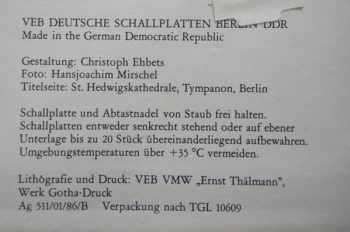 VEB DEUTSCHE SCHALLPLATTEN BERLIN DDR
Made in the German Democratic Republic
Gestaltung: Christoph Ebbets
Foto: Hansjoachim Mirschel
Titelseite: St. Hedwigskathedrale, Tympanon, Berlin
Schallplatte und Abtastnadel von Staub frei halten.
Schallplatten entweder senkrecht stehend oder auf ebener
Unterlage bis zu 20 Stück übereinanderliegend aufbewahren.
Umgebungstemperaturen über +35 °C vermeiden.
Lithografie und Druck: VEB VMW „Ernst Thälmann",
Werk Gotha-Druck
Ag 511/01/86/B Verpackung nach TGL 10609